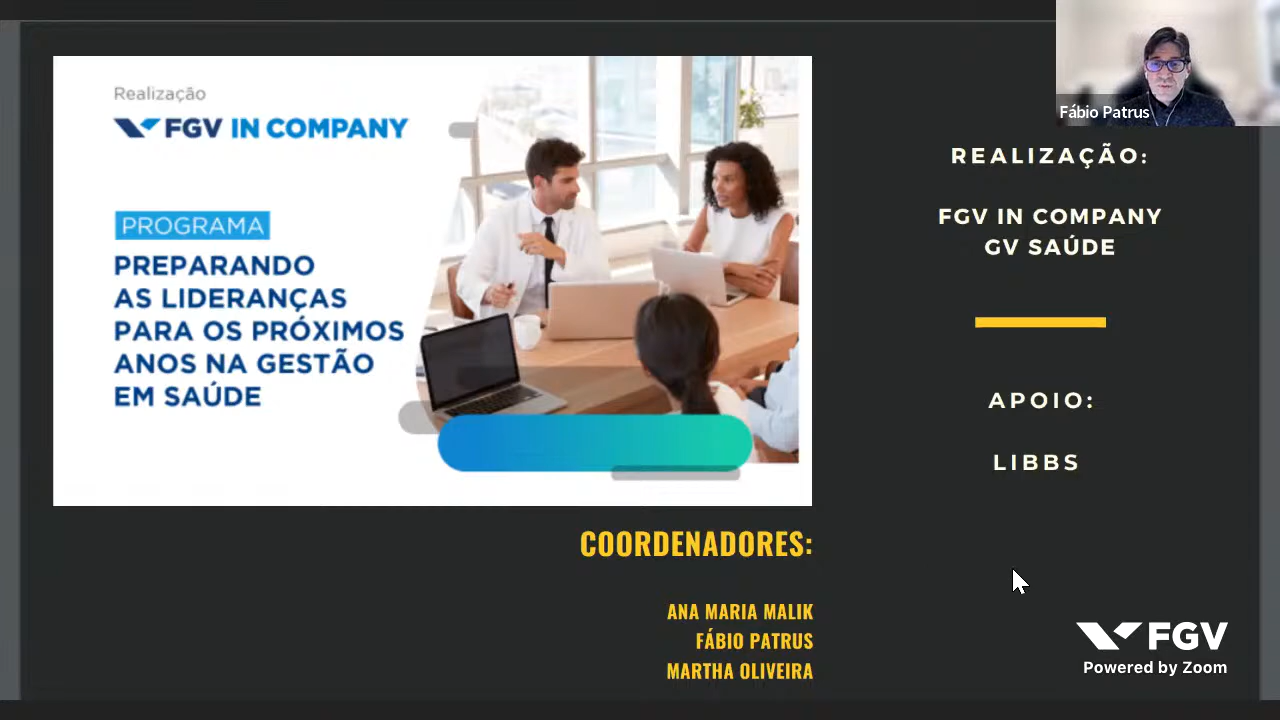 Realização
FGV IN COMPANY
PROGRAMA
PREPARANDO
AS LIDERANÇAS
PARA OS PRÓXIMOS
ANOS NA GESTÃO
EM SAÚDE
Fábio Patrus
REALIZAÇÃO:
FGV IN COMPANY
GV SAÚDE
APOIO:
LIBBS
COORDENADORES:
ANA MARIA MALIK
FÁBIO PATRUS
MARTHA OLIVEIRA
FGV
Powered by Zoom